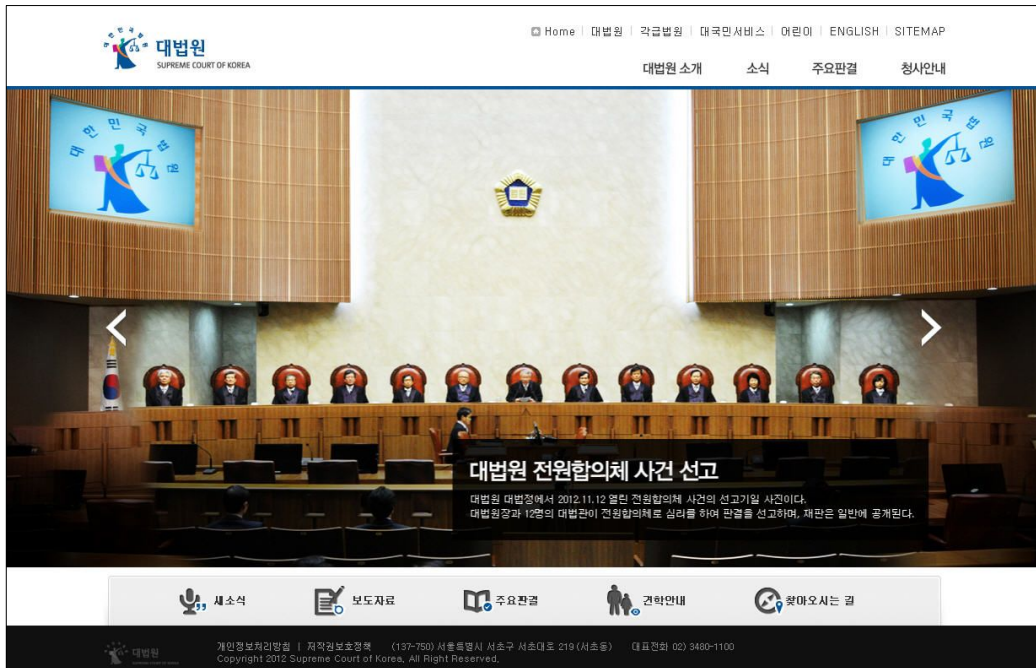 대법원
SUPREME COURT OF KOREA
Home | 대법원 | 각급법원 | 대국민서비스 | 어린이 | ENGLISH | SITEMAP
대법원 소개 소식 주요판결 청사안내
대한민국법원
대한민국법원
대법원 전원합의체 사건 선고
대법원 대법정에서 2012.11.12 열린 전원합의체 사건의 선고기일 사진이다.
대법원장과 12명의 대법관이 전원합의체로 심리를 하여 판결을 선고하며, 재판은 일반에 공개된다.
새소식 보도자료 주요판결 견학안내 찾아오시는 길
대법원
개인정보처리방침 | 저작권보호정책 (137-750) 서울특별시 서초구 서초대로 219 (서초동) 대표전화 02) 3480-1100
Copyright 2012 Supreme Court of Korea, All Right Reserved.